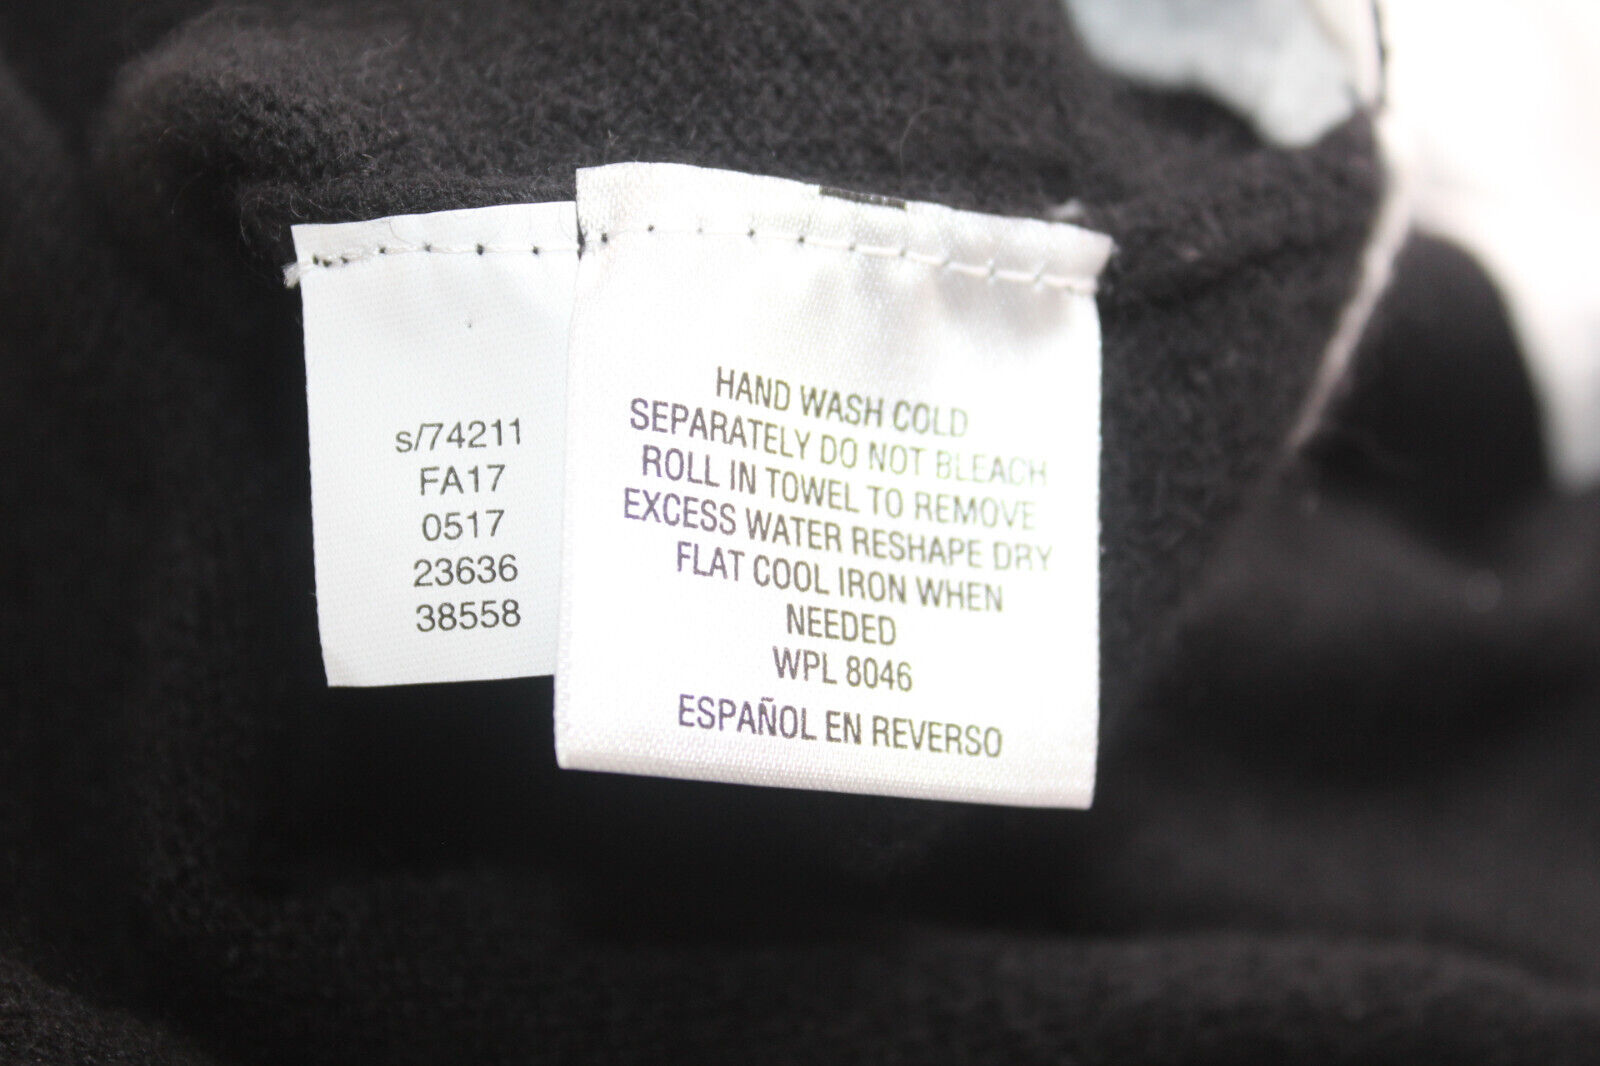 s/74211
FA17
0517
23636
38558
HAND WASH COLD
SEPARATELY DO NOT BLEACH
ROLL IN TOWEL TO REMOVE
EXCESS WATER RESHAPE DRY
FLAT COOL IRON WHEN
NEEDED
WPL 8046
ESPAÑOL EN REVERSO